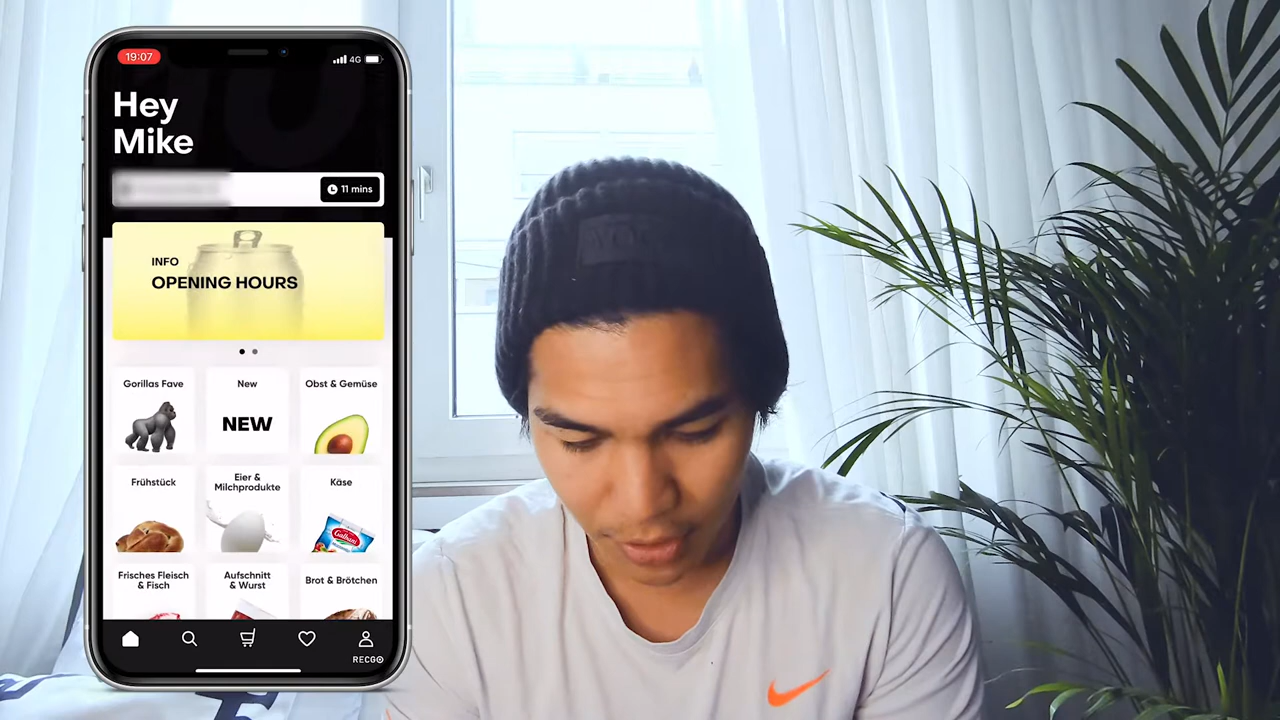 19:07
4G
Hey
Mike
11 mins
INFO
OPENING HOURS
Gorillas Fave
New
Obst & Gemüse
NEW
Frühstück
Eier &
Milchprodukte
Käse
Galbani
Frisches Fleisch
& Fisch
Aufschnitt
& Wurst
Brot & Brötchen
RECGO